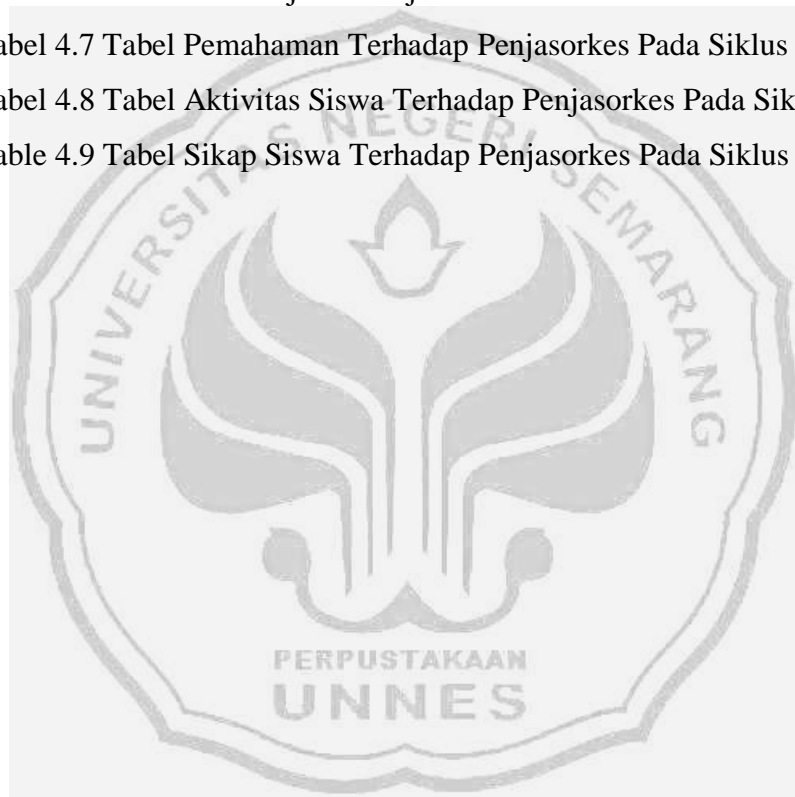 abel 4.7 Tabel Pemahaman Terhadap Penjasorkes Pada Siklus
abel 4.8 Tabel Aktivitas Siswa Terhadap Penjasorkes Pada Sik
able 4.9 Tabel Sikap Siswa Terhadap Penjasorkes Pada Siklus
UNIVERSITAS NEGERI SEMARANG
PERPUSTAKAAN
UNNES